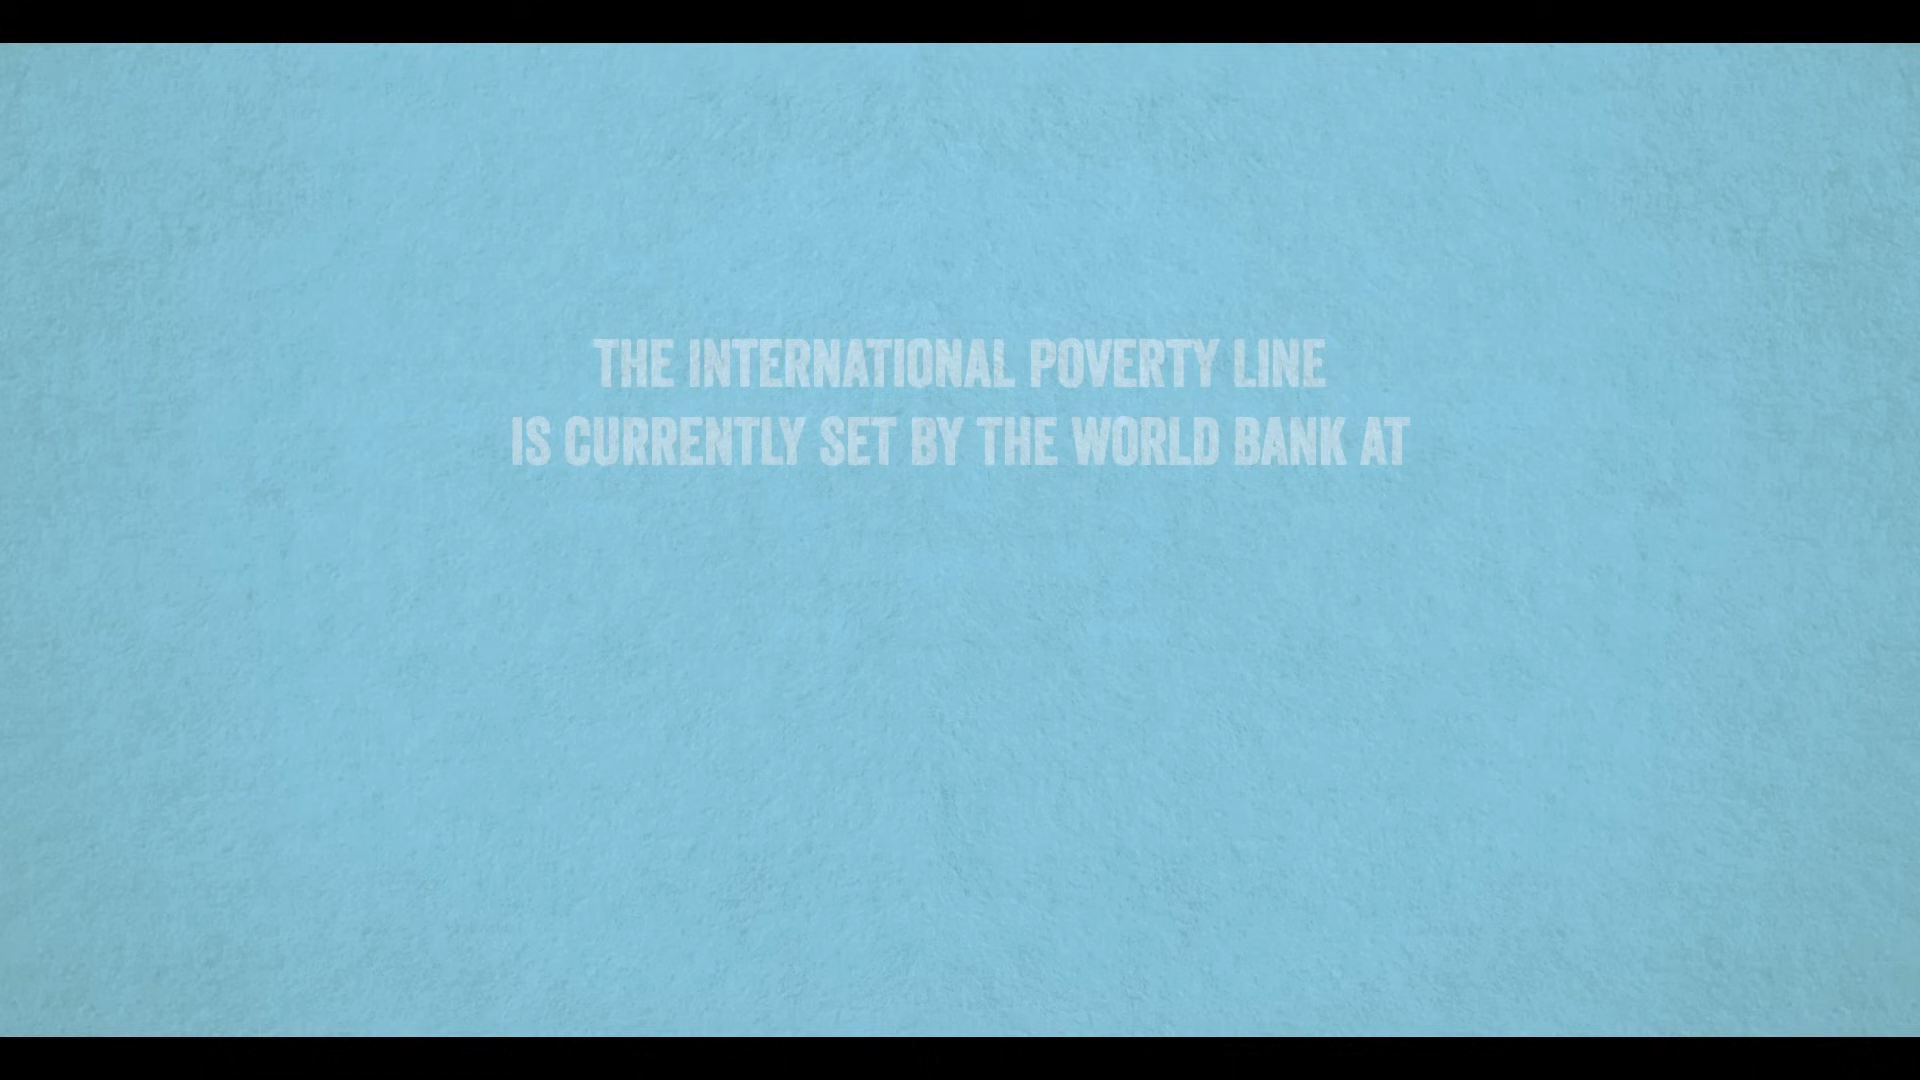 THE INTERNATIONAL POVERTY LINE
IS CURRENTLY SET BY THE WORLD BANK AT